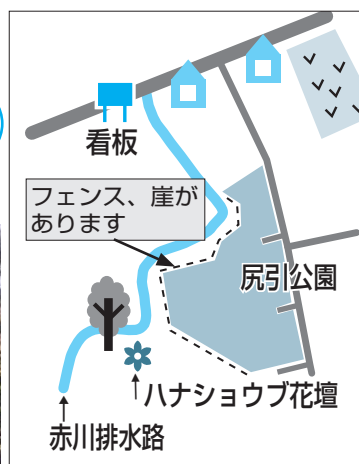 看板
フェンス、崖が
あります
尻引公園
ハナショウブ花壇
赤川排水路